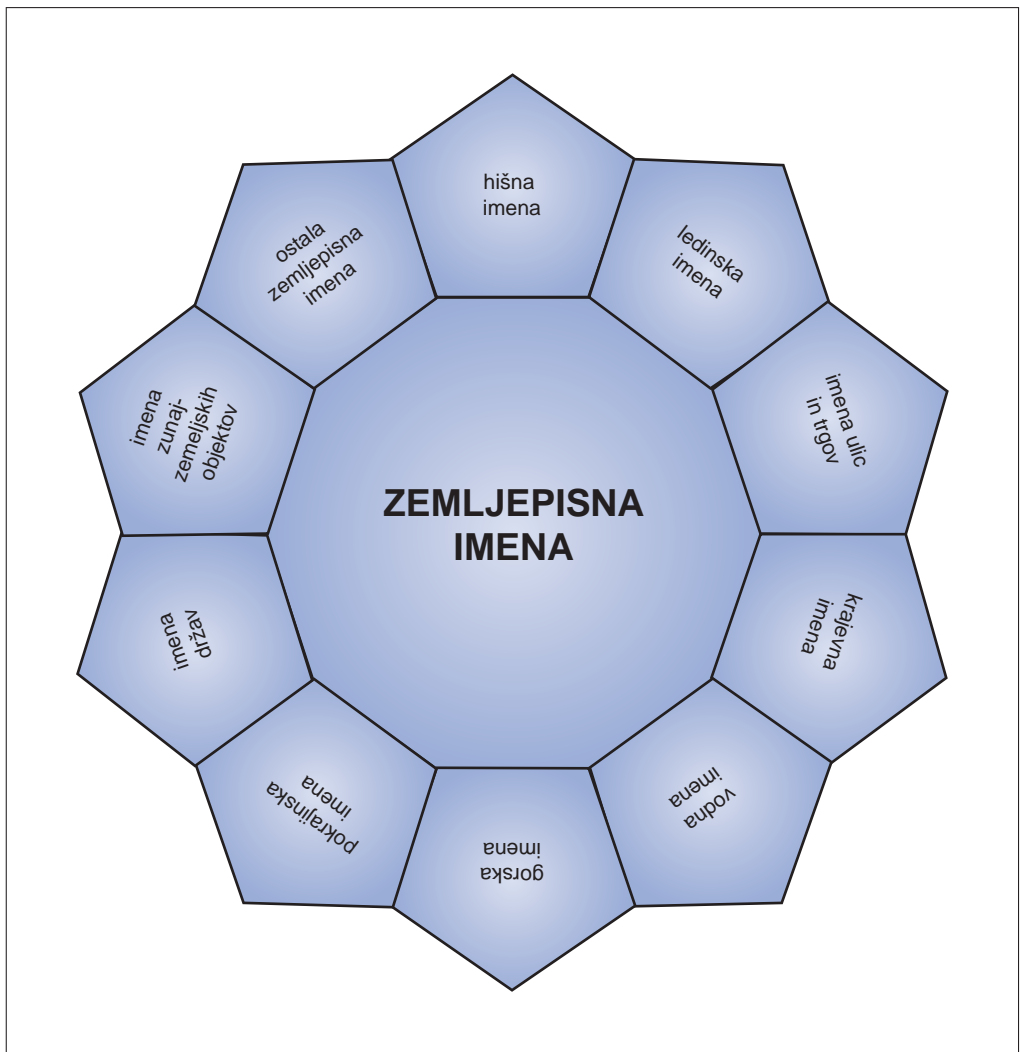 hišna
imena
ledinska
imena
imena ulic
in trgov
krajevna
imena
vodna
imena
gorska
imena
pokrajinska
imena
imena
držav
imena
zunaj-
zemeljskih
objektov
ostala
zemljepisna
imena
ZEMLJEPISNA
IMENA